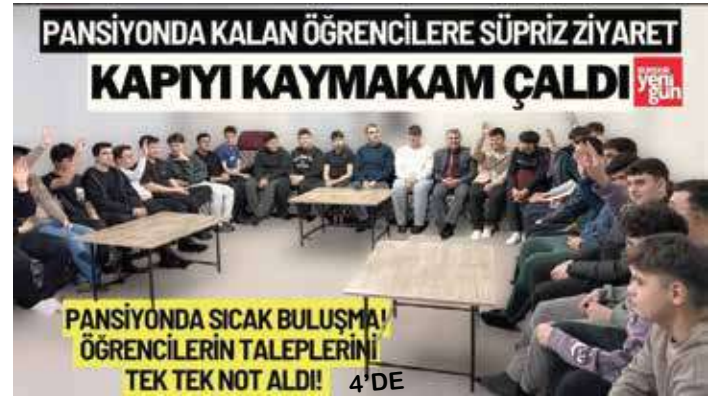 PANSİYONDA KALAN ÖĞRENCİLERE SÜPRİZ ZİYARET
KAPIYI KAYMAKAM ÇALDI
yeni
gün
PANSİYONDA SICAK BULUŞMA!
ÖĞRENCİLERİN TALEPLERİNİ
TEK TEK NOT ALDI!
4'DE